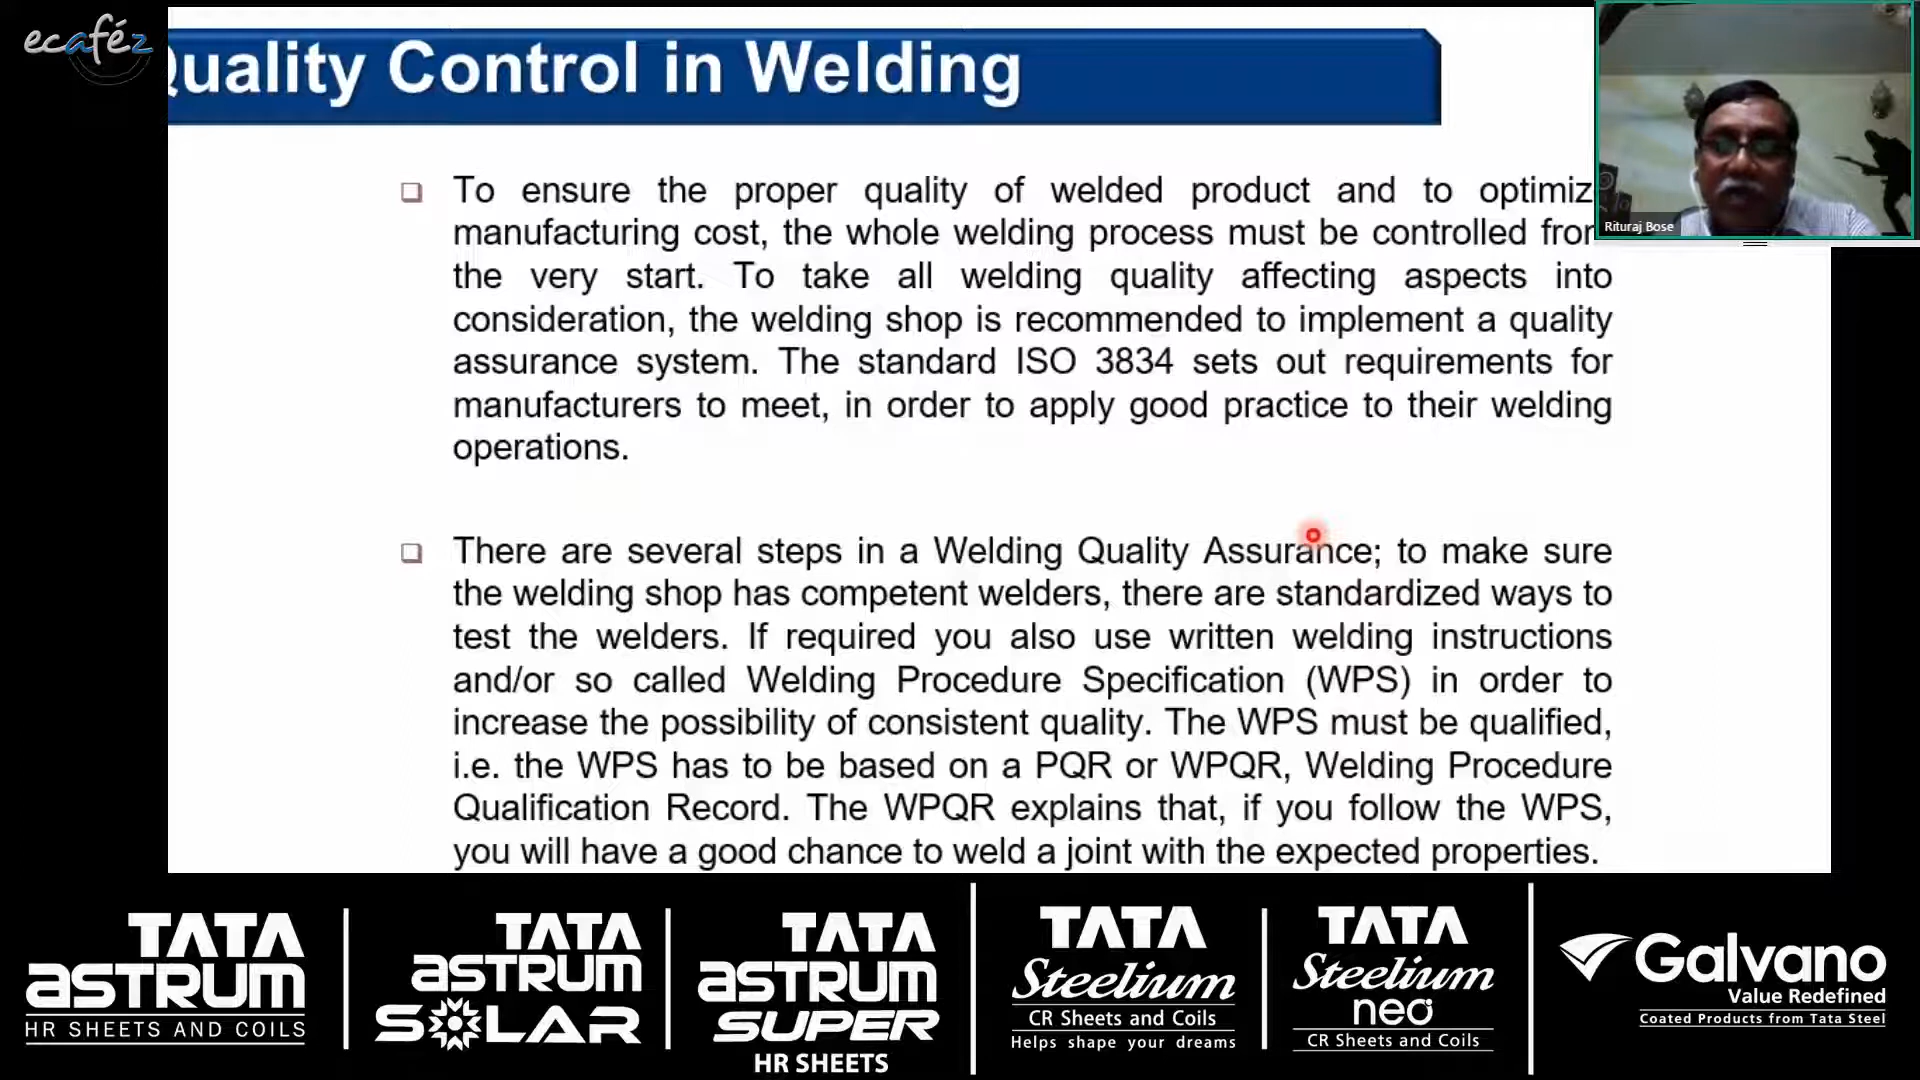 ecaféz
Quality Control in Welding
Rituraj Bose
To ensure the proper quality of welded product and to optimiz
manufacturing cost, the whole welding process must be controlled from
the very start. To take all welding quality affecting aspects into
consideration, the welding shop is recommended to implement a quality
assurance system. The standard ISO 3834 sets out requirements for
manufacturers to meet, in order to apply good practice to their welding
operations.
There are several steps in a Welding Quality Assurance; to make sure
the welding shop has competent welders, there are standardized ways to
test the welders. If required you also use written welding instructions
and/or so called Welding Procedure Specification (WPS) in order to
increase the possibility of consistent quality. The WPS must be qualified,
i.e. the WPS has to be based on a PQR or WPQR, Welding Procedure
Qualification Record. The WPQR explains that, if you follow the WPS,
you will have a good chance to weld a joint with the expected properties.
TATA
ASTRUM
HR SHEETS AND COILS
TATA
ASTRUM
SOLAR
TATA
ASTRUM
SUPER
HR SHEETS
TATA
Steelium
CR Sheets and Coils
Helps shape your dreams
TATA
Steelium
neo
CR Sheets and Coils
Galvano
Value Redefined
Coated Products from Tata Steel